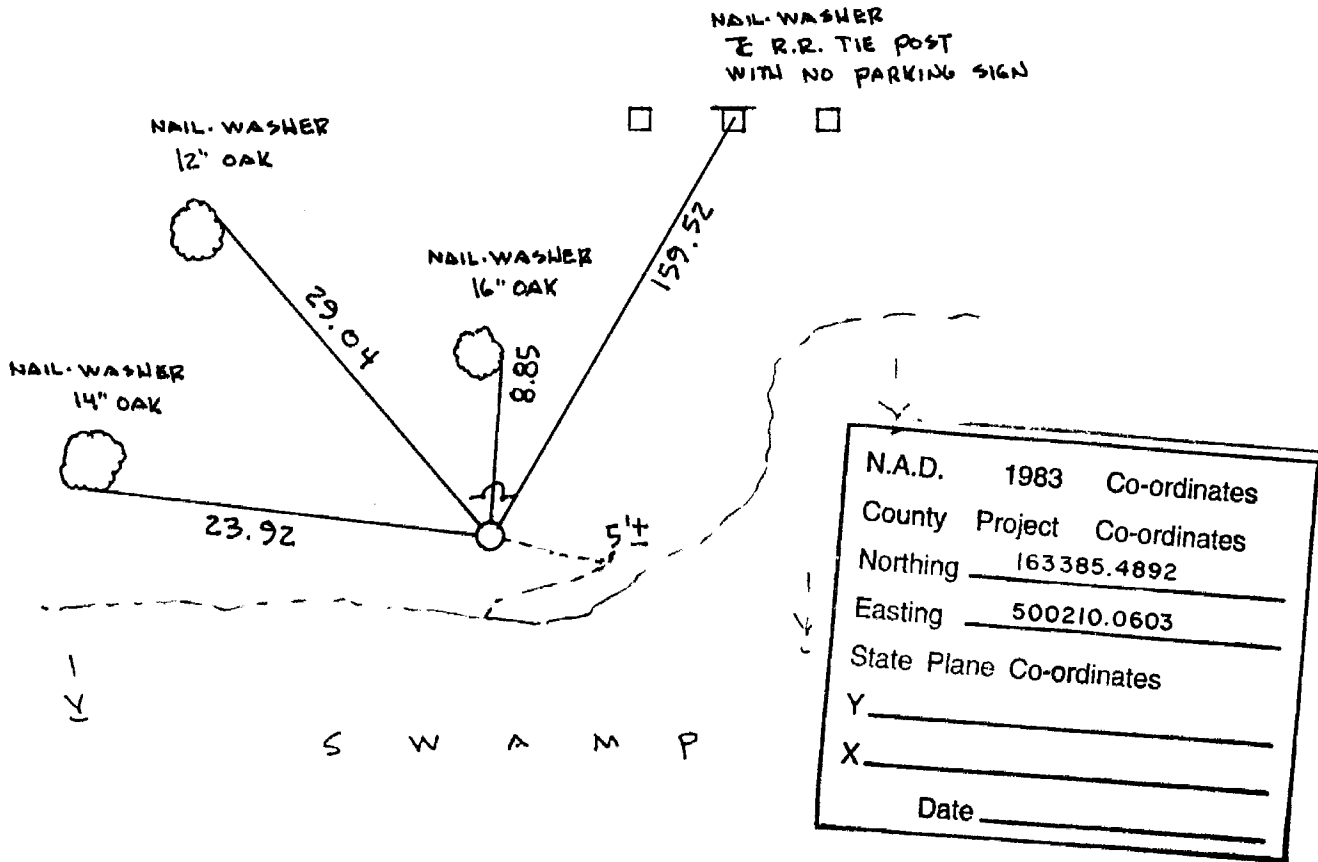 NAIL-WASHER
℄ R.R. TIE POST
WITH NO PARKING SIGN
NAIL-WASHER
12" OAK
NAIL-WASHER
16" OAK
159.52
29.04
8.85
NAIL-WASHER
14" OAK
23.92
5'±
SWAMP
N.A.D. 1983 Co-ordinates
County Project Co-ordinates
Northing 163385.4892
Easting 500210.0603
State Plane Co-ordinates
Y
X
Date